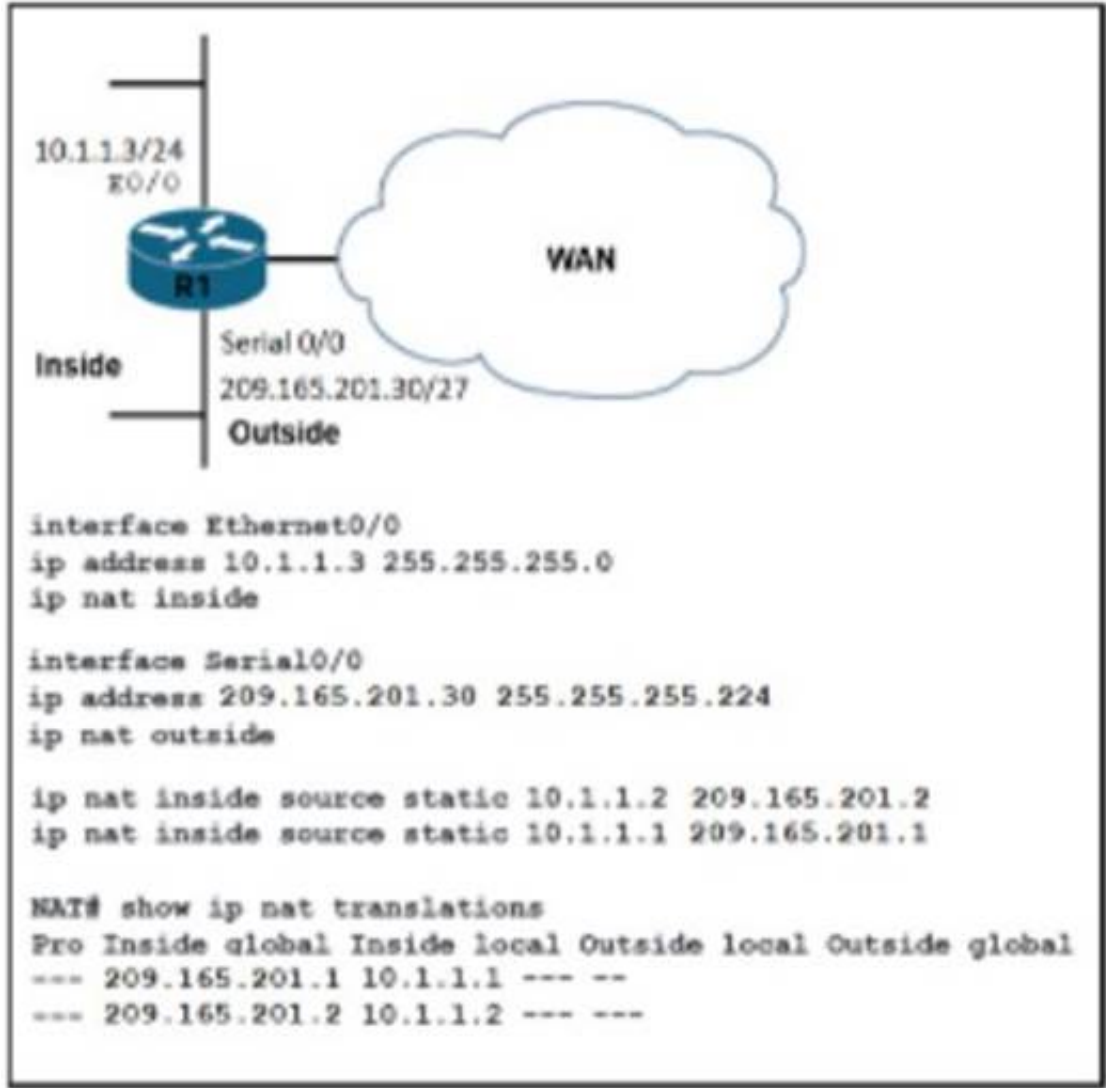 10.1.1.3/24
E0/0
R1
WAN
Serial 0/0
Inside
209.165.201.30/27
Outside
interface Ethernet0/0
ip address 10.1.1.3 255.255.255.0
ip nat inside
interface Serial0/0
ip address 209.165.201.30 255.255.255.224
ip nat outside
ip nat inside source static 10.1.1.2 209.165.201.2
ip nat inside source static 10.1.1.1 209.165.201.1
NAT# show ip nat translations
Pro Inside global Inside local Outside local Outside global
--- 209.165.201.1 10.1.1.1 --- --
--- 209.165.201.2 10.1.1.2 --- ---